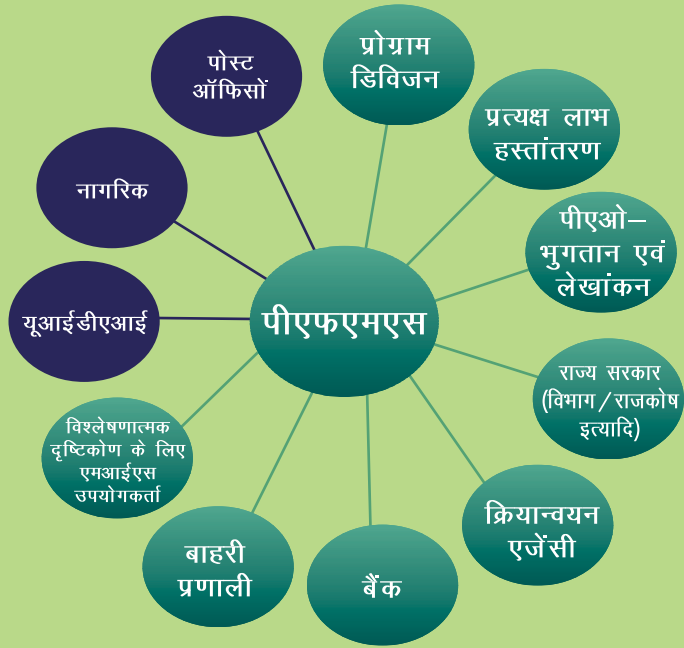 पोस्ट
ऑफिसों
प्रोग्राम
डिविजन
प्रत्यक्ष लाभ
हस्तांतरण
पीएओ–
भुगतान एवं
लेखांकन
राज्य सरकार
(विभाग/राजकोष
इत्यादि)
क्रियान्वयन
एजेंसी
बैंक
बाहरी
प्रणाली
विश्लेषणात्मक
दृष्टिकोण के लिए
एमआईएस
उपयोगकर्ता
यूआईडीएआई
नागरिक
पीएफएमएस